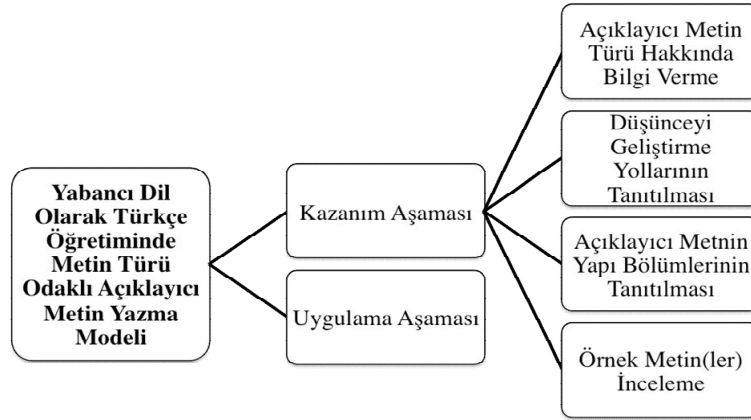 Yabancı Dil
Olarak Türkçe
Öğretiminde
Metin Türü
Odaklı Açıklayıcı
Metin Yazma
Modeli
Kazanım Aşaması
Uygulama Aşaması
Açıklayıcı Metin
Türü Hakkında
Bilgi Verme
Düşünceyi
Geliştirme
Yollarının
Tanıtılması
Açıklayıcı Metnin
Yapı Bölümlerinin
Tanıtılması
Örnek Metin(ler)
İnceleme